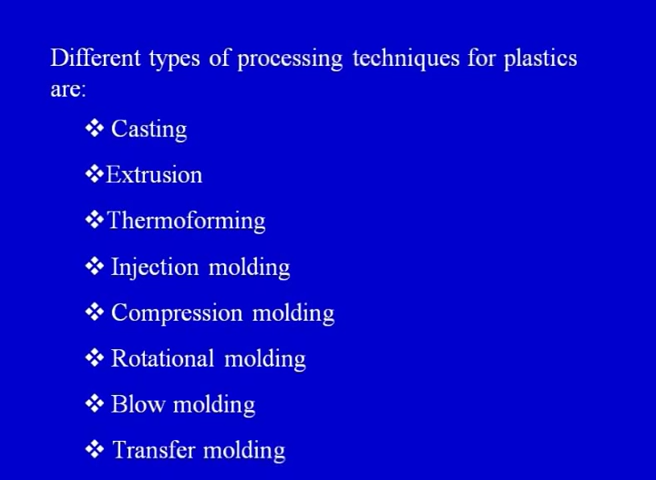 Different types of processing techniques for plastics
are:
❖ Casting
❖Extrusion
❖Thermoforming
❖ Injection molding
❖ Compression molding
❖ Rotational molding
❖ Blow molding
❖ Transfer molding